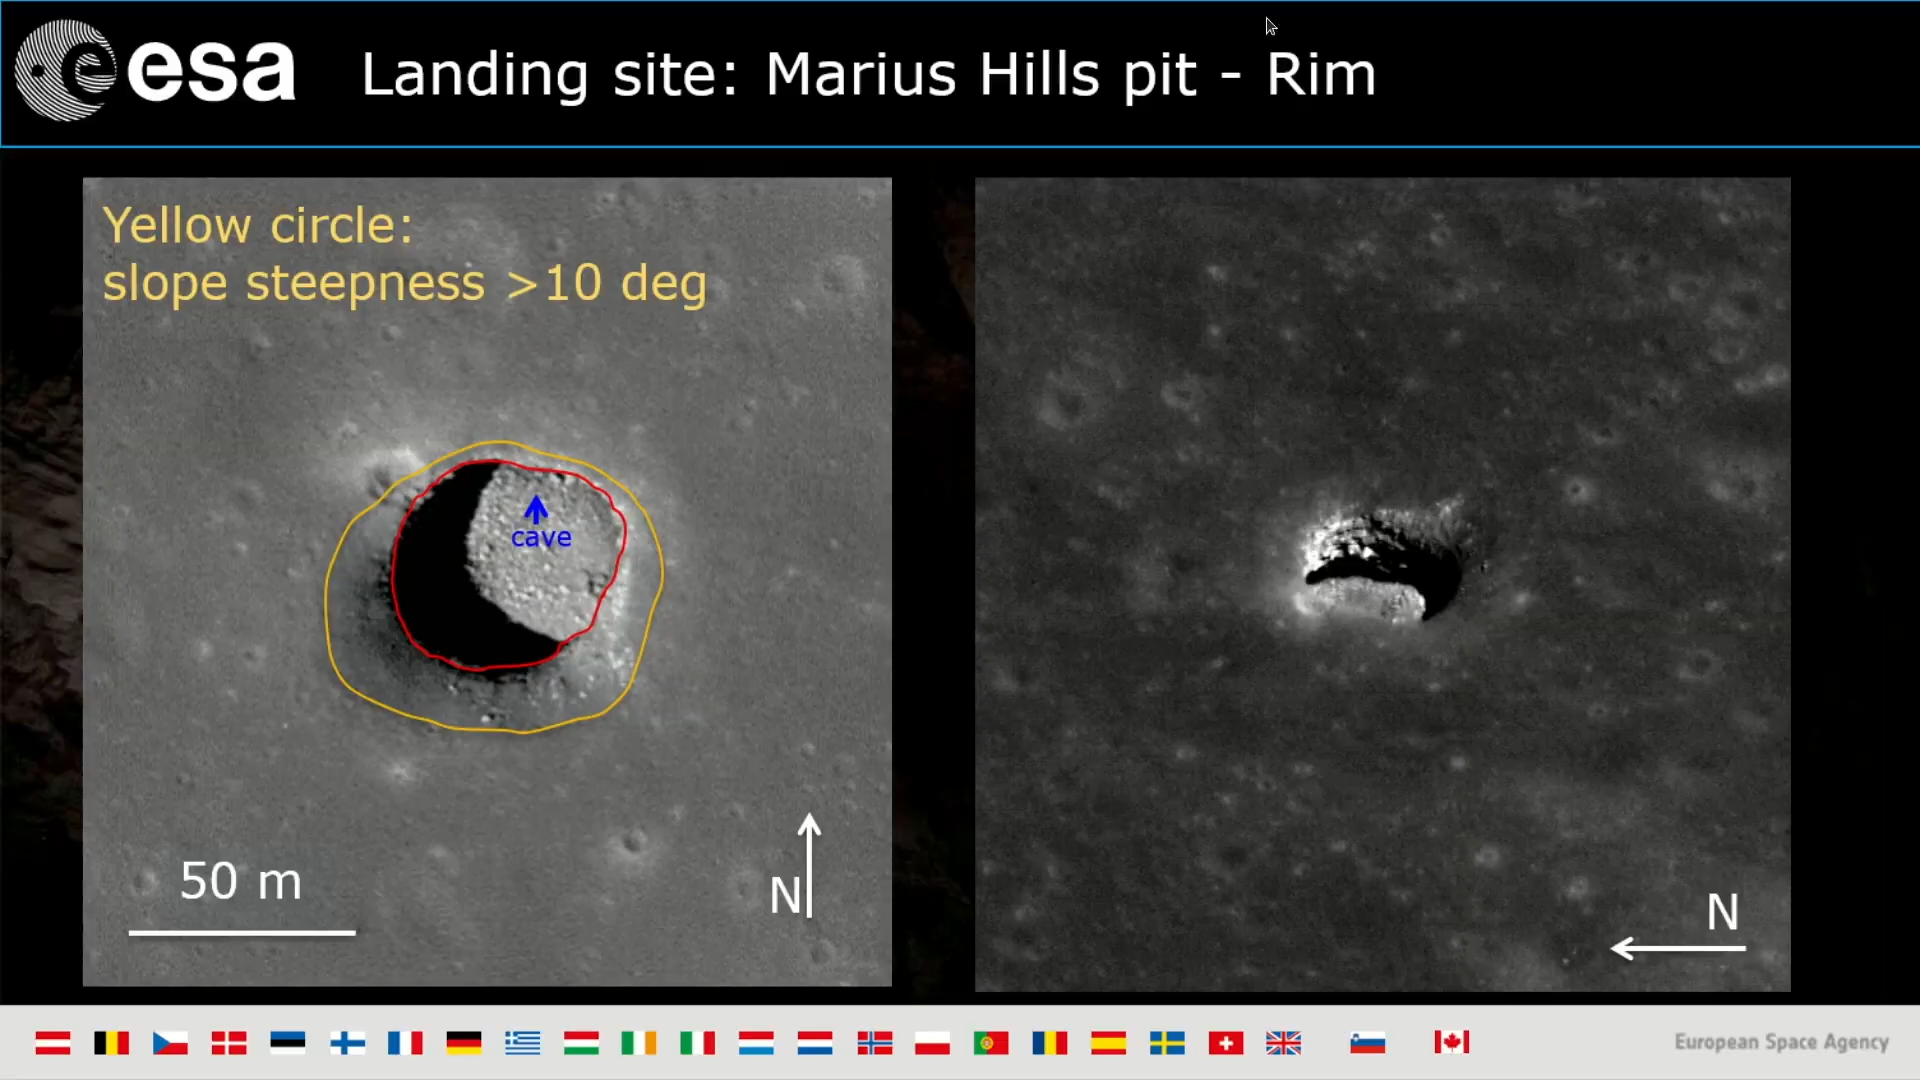 esa
Landing site: Marius Hills pit - Rim
Yellow circle:
slope steepness >10 deg
cave
50 m
N
N
European Space Agency